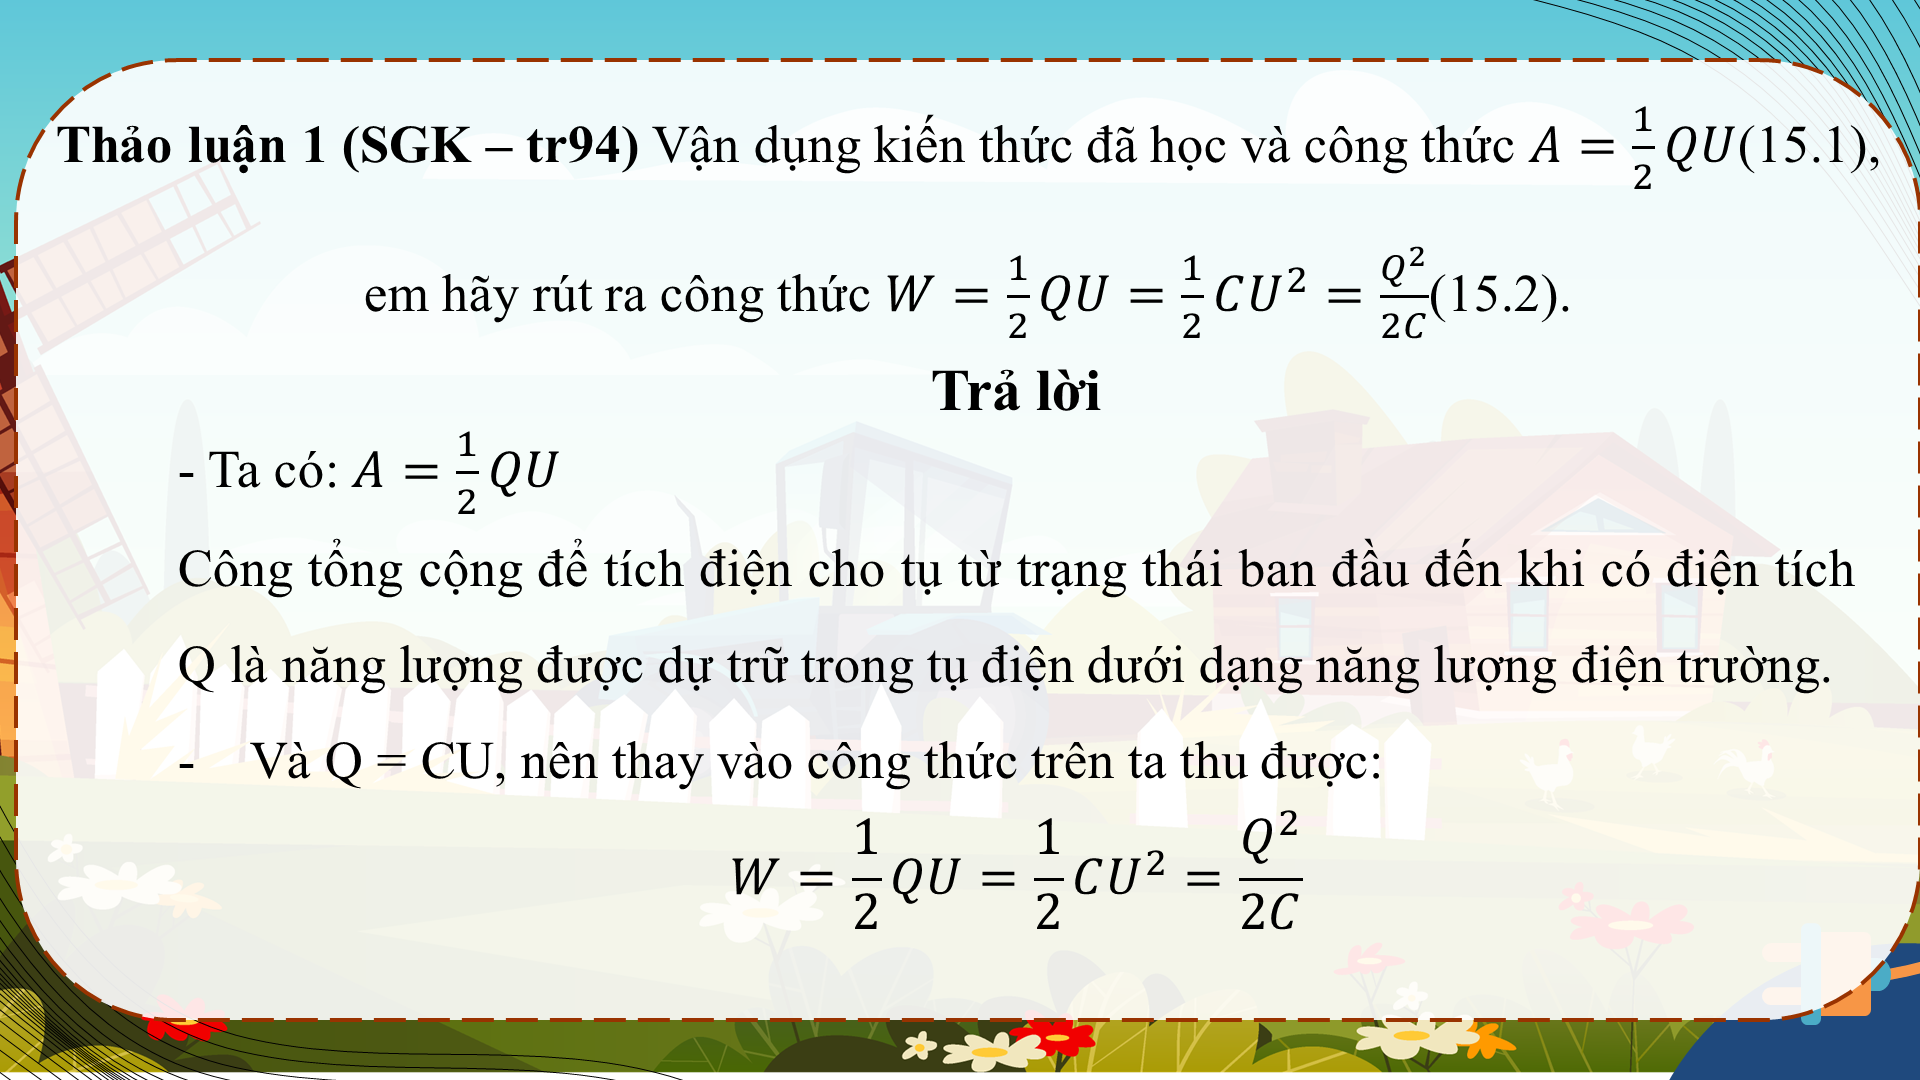 Thảo luận 1 (SGK – tr94) Vận dụng kiến thức đã học và công thức A = 1/2 QU(15.1),
em hãy rút ra công thức W = 1/2 QU = 1/2 CU² = Q²/2C (15.2).
Trả lời
- Ta có: A = 1/2 QU
Công tổng cộng để tích điện cho tụ từ trạng thái ban đầu đến khi có điện tích
Q là năng lượng được dự trữ trong tụ điện dưới dạng năng lượng điện trường.
- Và Q = CU, nên thay vào công thức trên ta thu được:
W = 1/2 QU = 1/2 CU² = Q²/2C